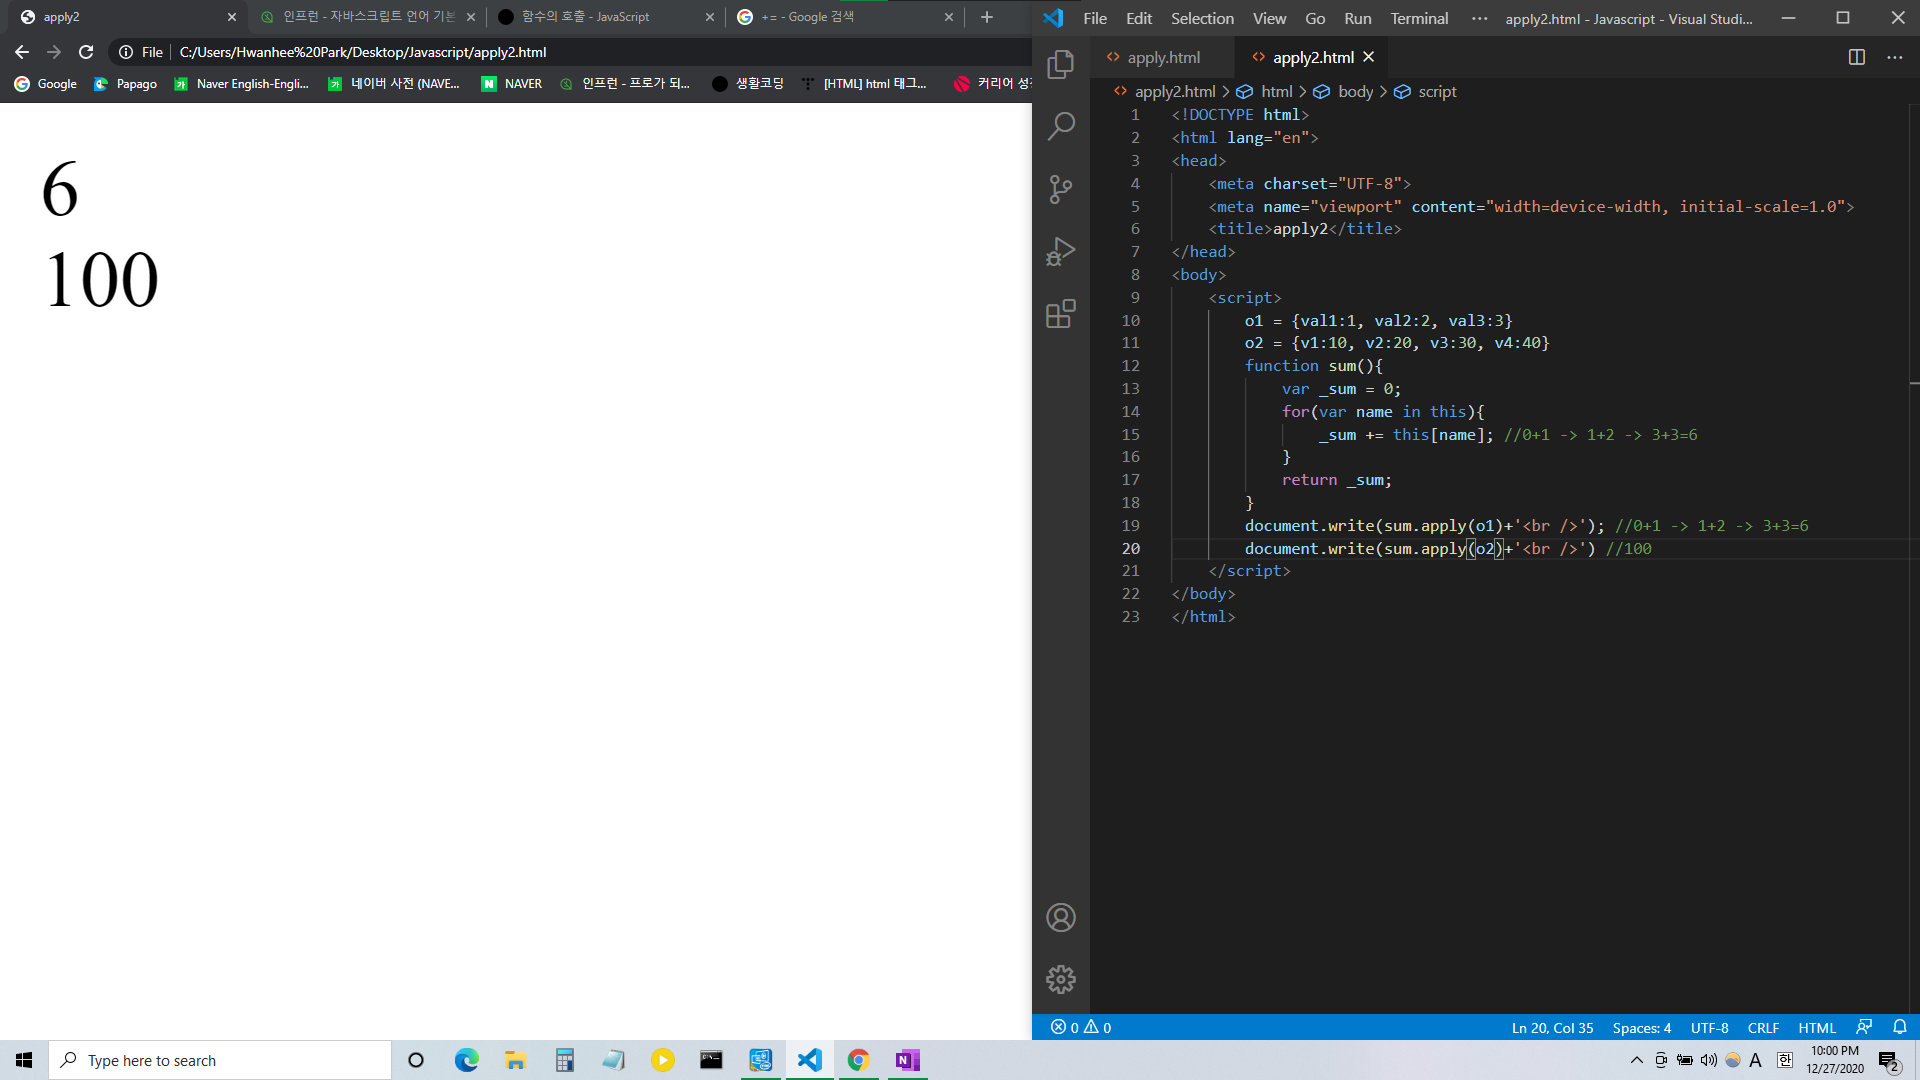 apply2
인프런 - 자바스크립트 언어 기본
함수의 호출 - JavaScript
+= - Google 검색
File C:/Users/Hwanhee%20Park/Desktop/Javascript/apply2.html
Google Papago Naver English-Engli... 네이버 사전 (NAVE... NAVER 인프런 - 프로가 되... 생활코딩 [HTML] html 태그... 커리어
6
100
File Edit Selection View Go Run Terminal ... apply2.html - Javascript - Visual Studi...
apply.html apply2.html
apply2.html > html > body > script
1 <!DOCTYPE html>
2 <html lang="en">
3 <head>
4 <meta charset="UTF-8">
5 <meta name="viewport" content="width=device-width, initial-scale=1.0">
6 <title>apply2</title>
7 </head>
8 <body>
9 <script>
10 o1 = {val1:1, val2:2, val3:3}
11 o2 = {v1:10, v2:20, v3:30, v4:40}
12 function sum(){
13 var _sum = 0;
14 for(var name in this){
15 _sum += this[name]; //0+1 -> 1+2 -> 3+3=6
16 }
17 return _sum;
18 }
19 document.write(sum.apply(o1)+'<br />'); //0+1 -> 1+2 -> 3+3=6
20 document.write(sum.apply(o2)+'<br />') //100
21 </script>
22 </body>
23 </html>
0 0 Ln 20, Col 35 Spaces: 4 UTF-8 CRLF HTML
Type here to search
A 한 10:00 PM
12/27/2020
2